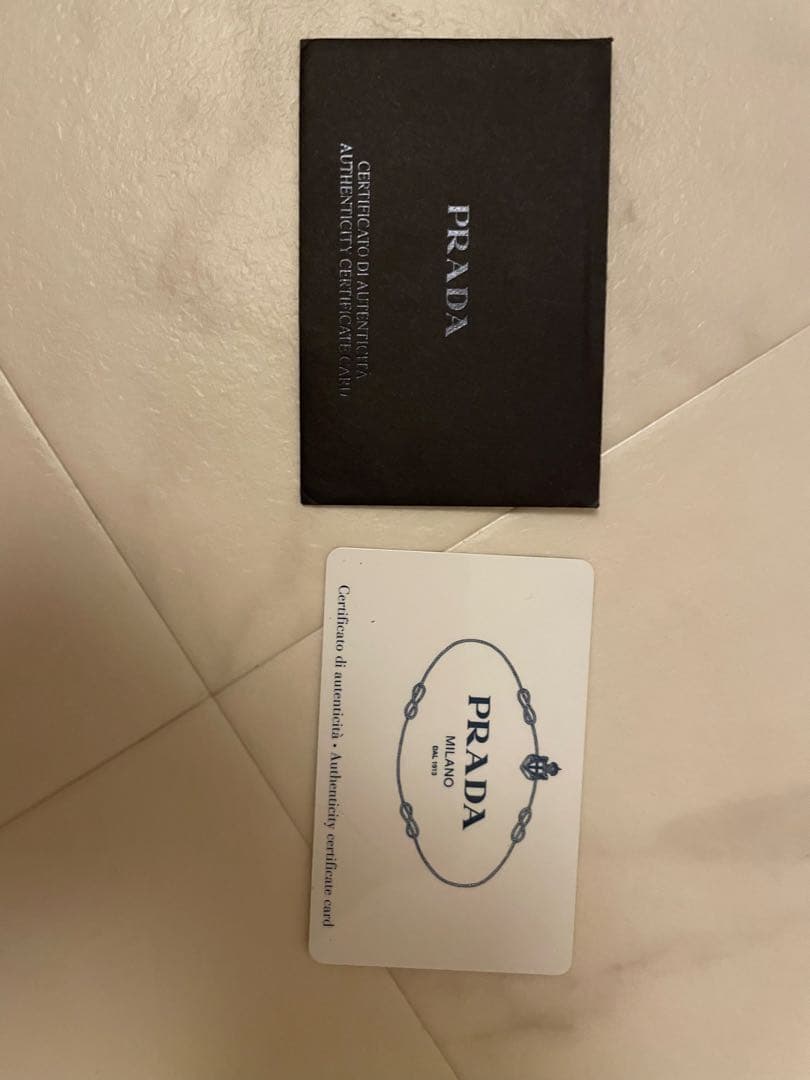 PRADA
CERTIFICATO DI AUTENTICITÀ
AUTHENTICITY CERTIFICATE CARD
PRADA
MILANO
DAL 1913
Certificato di autenticità • Authenticity certificate card